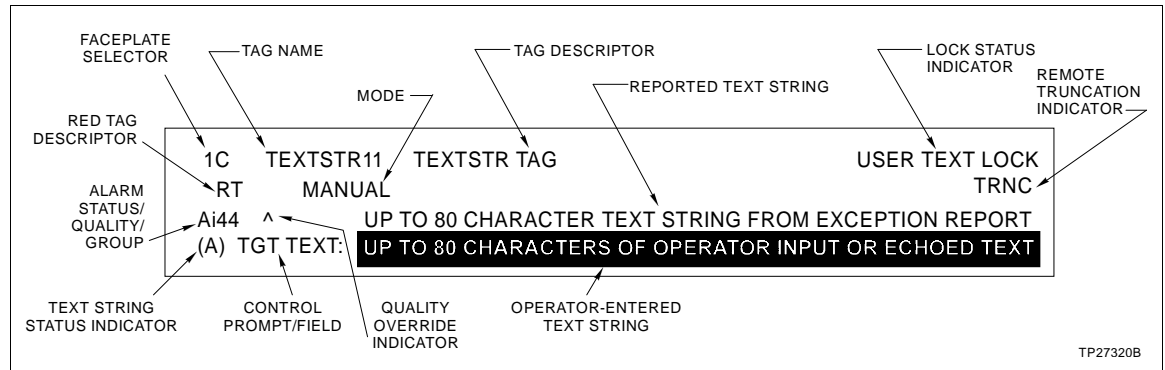 FACEPLATE
SELECTOR
TAG NAME
TAG DESCRIPTOR
LOCK STATUS
INDICATOR
MODE
REPORTED TEXT STRING
REMOTE
TRUNCATION
INDICATOR
RED TAG
DESCRIPTOR
1C TEXTSTR11 TEXTSTR TAG USER TEXT LOCK
RT MANUAL TRNC
ALARM
STATUS/
QUALITY/
GROUP
Ai44 ^ UP TO 80 CHARACTER TEXT STRING FROM EXCEPTION REPORT
(A) TGT TEXT: UP TO 80 CHARACTERS OF OPERATOR INPUT OR ECHOED TEXT
TEXT STRING
STATUS INDICATOR
CONTROL
PROMPT/FIELD
QUALITY
OVERRIDE
INDICATOR
OPERATOR-ENTERED
TEXT STRING
TP27320B